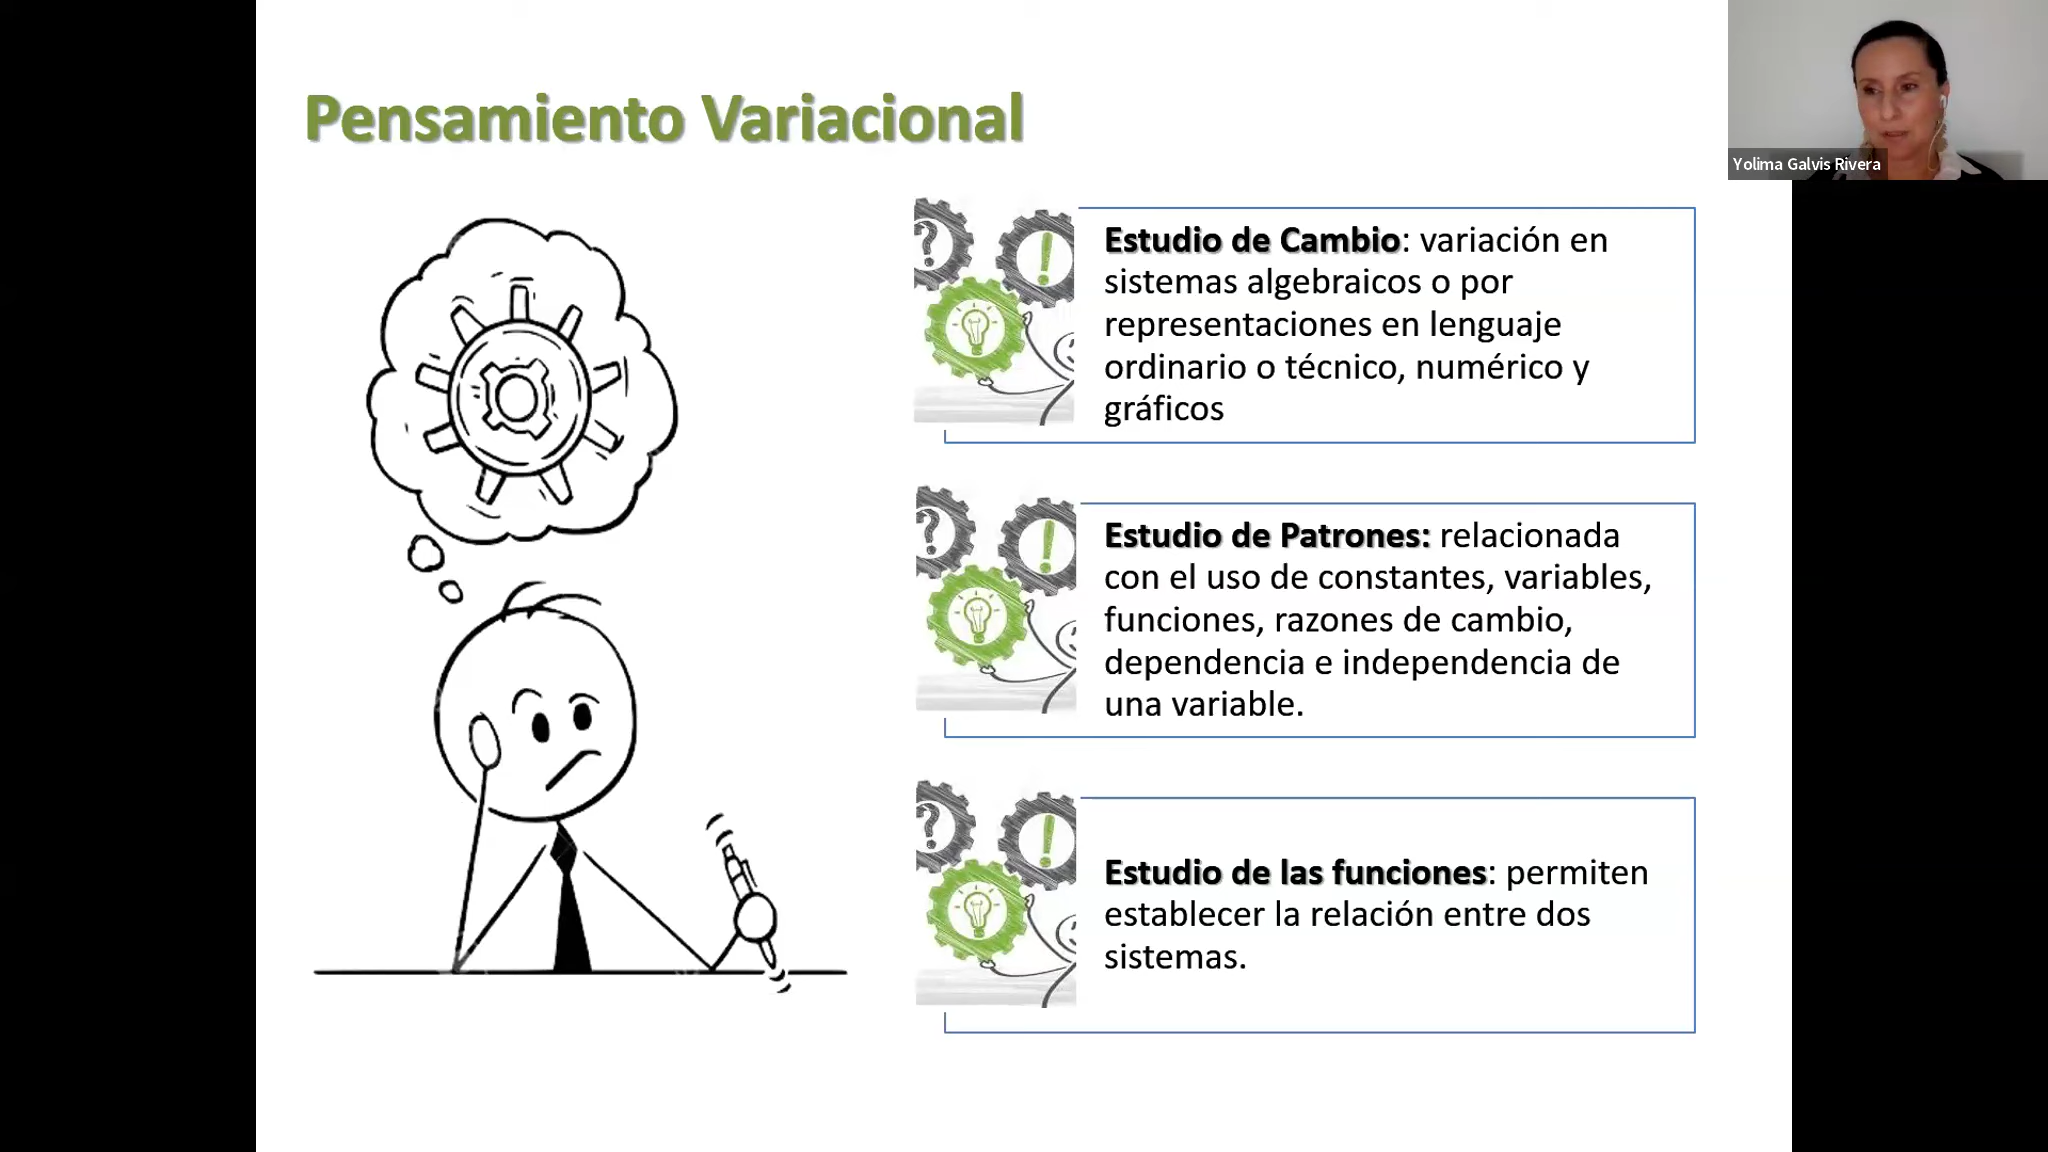 Pensamiento Variacional
Yolima Galvis Rivera
Estudio de Cambio: variación en
sistemas algebraicos o por
representaciones en lenguaje
ordinario o técnico, numérico y
gráficos
Estudio de Patrones: relacionada
con el uso de constantes, variables,
funciones, razones de cambio,
dependencia e independencia de
una variable.
Estudio de las funciones: permiten
establecer la relación entre dos
sistemas.